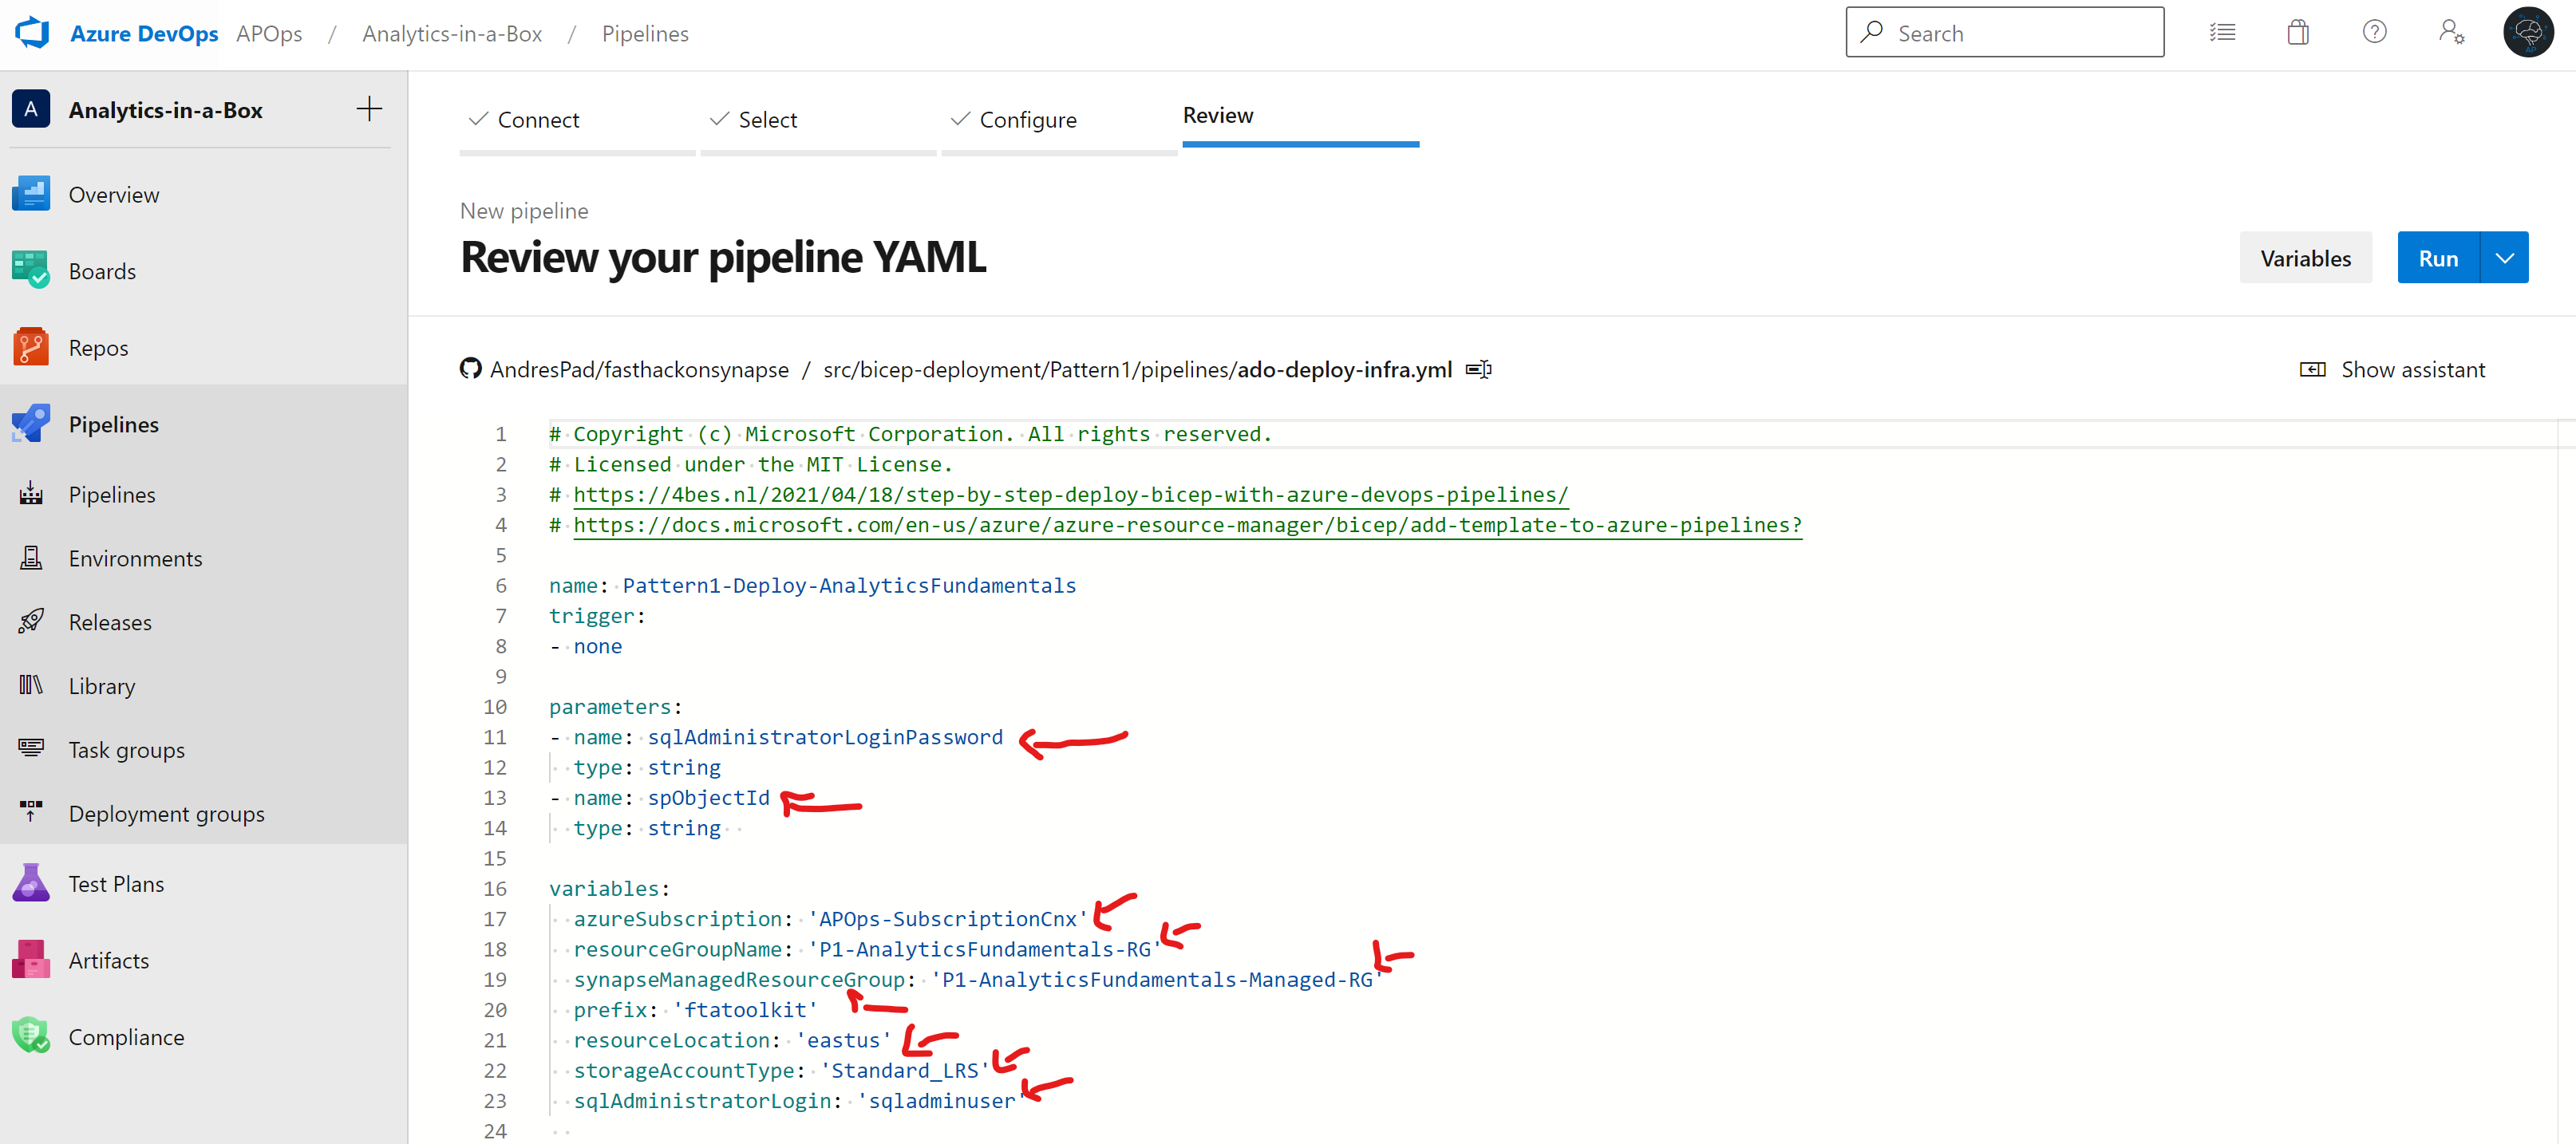 Azure DevOps APOps / Analytics-in-a-Box / Pipelines
Search
A Analytics-in-a-Box
Overview
Boards
Repos
Pipelines
Pipelines
Environments
Releases
Library
Task groups
Deployment groups
Test Plans
Artifacts
Compliance
Connect Select Configure Review
New pipeline
Review your pipeline YAML
Variables Run
AndresPad/fasthackonsynapse / src/bicep-deployment/Pattern1/pipelines/ado-deploy-infra.yml
Show assistant
1 # Copyright (c) Microsoft Corporation. All rights reserved.
2 # Licensed under the MIT License.
3 # https://4bes.nl/2021/04/18/step-by-step-deploy-bicep-with-azure-devops-pipelines/
4 # https://docs.microsoft.com/en-us/azure/azure-resource-manager/bicep/add-template-to-azure-pipelines?
5
6 name: Pattern1-Deploy-AnalyticsFundamentals
7 trigger:
8 - none
9
10 parameters:
11 - name: sqlAdministratorLoginPassword
12 type: string
13 - name: spObjectId
14 type: string
15
16 variables:
17 azureSubscription: 'APOps-SubscriptionCnx'
18 resourceGroupName: 'P1-AnalyticsFundamentals-RG'
19 synapseManagedResourceGroup: 'P1-AnalyticsFundamentals-Managed-RG'
20 prefix: 'ftatoolkit'
21 resourceLocation: 'eastus'
22 storageAccountType: 'Standard_LRS'
23 sqlAdministratorLogin: 'sqladminuser'
24